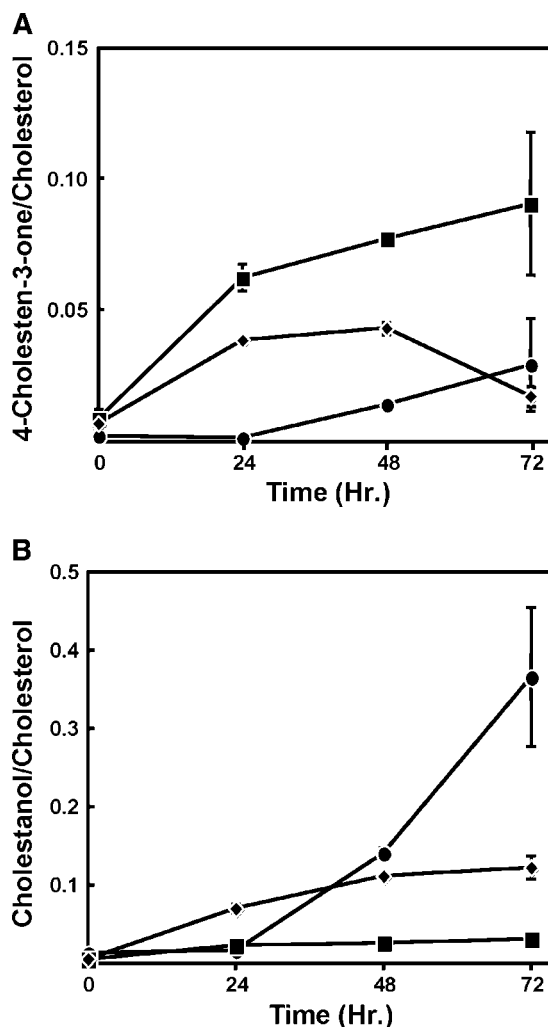 A
4-Cholesten-3-one/Cholesterol
0.15
0.10
0.05
0 24 48 72
Time (Hr.)
B
Cholestanol/Cholesterol
0.5
0.4
0.3
0.2
0.1
0 24 48 72
Time (Hr.)